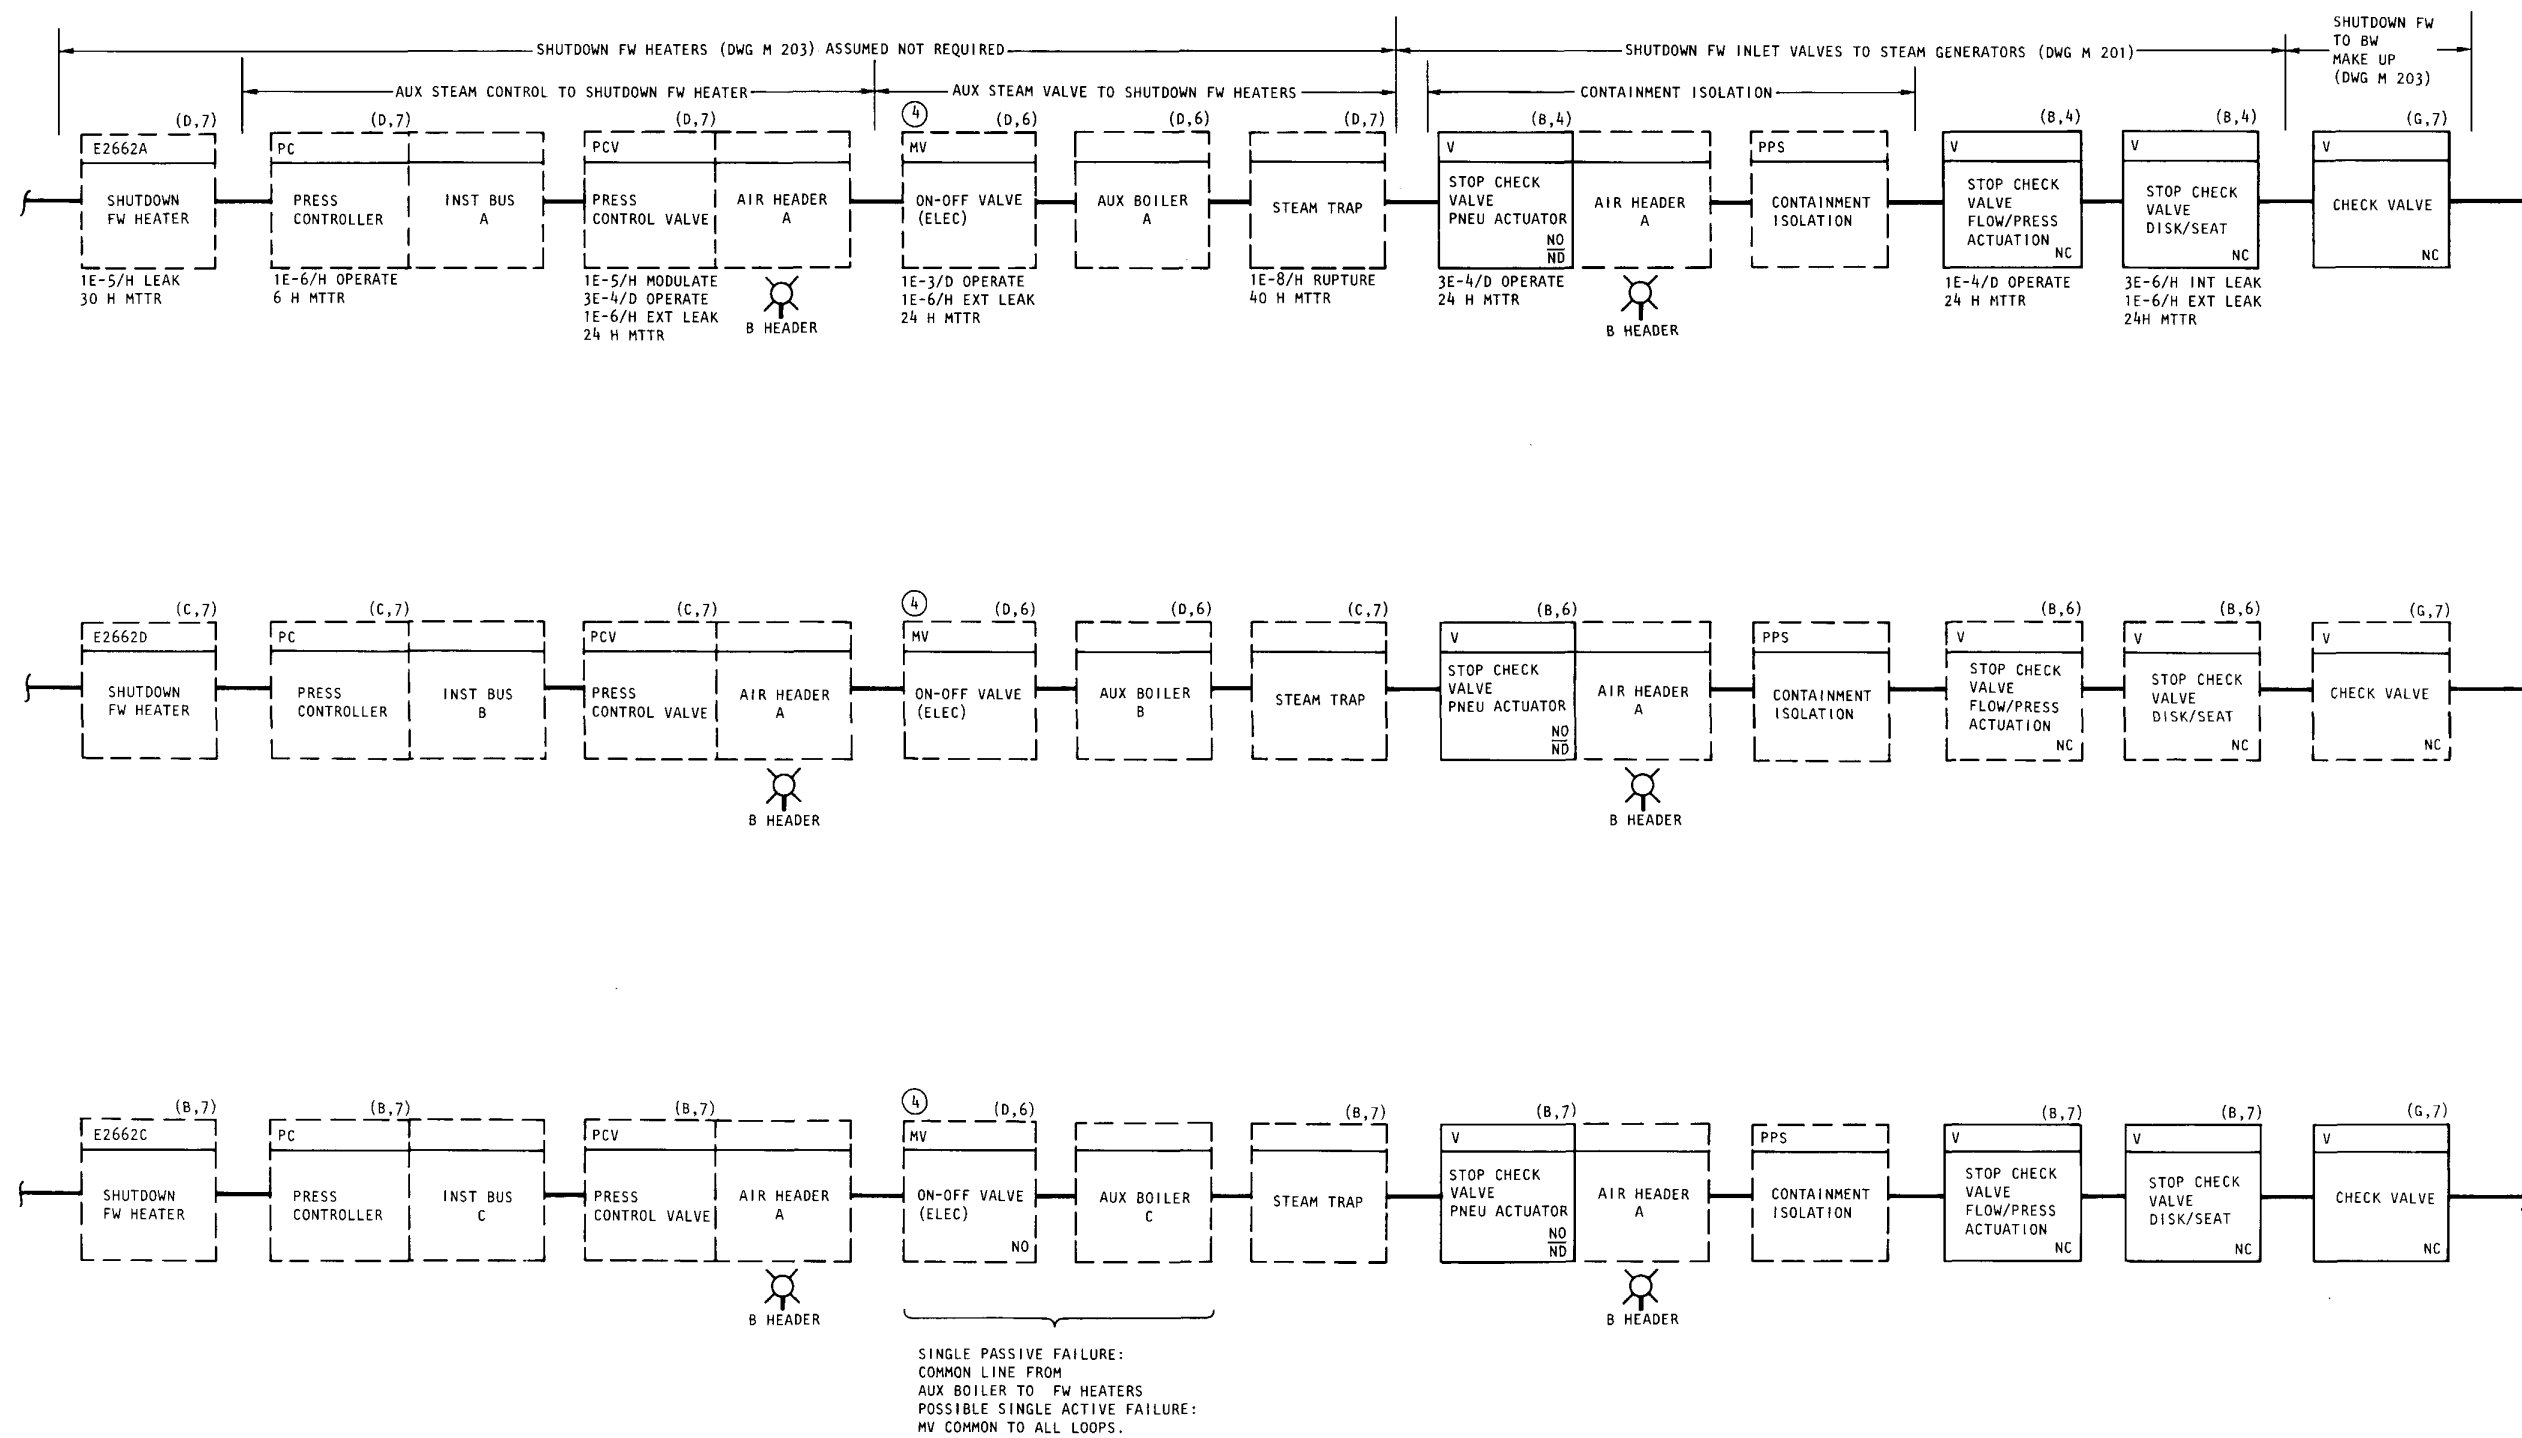 SHUTDOWN FW HEATERS (DWG M 203) ASSUMED NOT REQUIRED
SHUTDOWN FW INLET VALVES TO STEAM GENERATORS (DWG M 201)
SHUTDOWN FW
TO BW
MAKE UP
(DWG M 203)
AUX STEAM CONTROL TO SHUTDOWN FW HEATER
AUX STEAM VALVE TO SHUTDOWN FW HEATERS
CONTAINMENT ISOLATION
(D,7)
E2662A
SHUTDOWN
FW HEATER
1E-5/H LEAK
30 H MTTR
(D,7)
PC
PRESS
CONTROLLER
1E-6/H OPERATE
6 H MTTR
INST BUS
A
(D,7)
PCV
PRESS
CONTROL VALVE
1E-5/H MODULATE
3E-4/D OPERATE
1E-6/H EXT LEAK
24 H MTTR
AIR HEADER
A
B HEADER
4
(D,6)
MV
ON-OFF VALVE
(ELEC)
1E-3/D OPERATE
1E-6/H EXT LEAK
24 H MTTR
(D,6)
AUX BOILER
A
(D,7)
STEAM TRAP
1E-8/H RUPTURE
40 H MTTR
(B,4)
V
STOP CHECK
VALVE
PNEU ACTUATOR
NO
ND
3E-4/D OPERATE
24 H MTTR
AIR HEADER
A
B HEADER
PPS
CONTAINMENT
ISOLATION
(B,4)
V
STOP CHECK
VALVE
FLOW/PRESS
ACTUATION
NC
1E-4/D OPERATE
24 H MTTR
(B,4)
V
STOP CHECK
VALVE
DISK/SEAT
NC
3E-6/H INT LEAK
1E-6/H EXT LEAK
24H MTTR
(G,7)
V
CHECK VALVE
NC
(C,7)
E2662D
SHUTDOWN
FW HEATER
(C,7)
PC
PRESS
CONTROLLER
INST BUS
B
(C,7)
PCV
PRESS
CONTROL VALVE
AIR HEADER
A
B HEADER
4
(D,6)
MV
ON-OFF VALVE
(ELEC)
(D,6)
AUX BOILER
B
(C,7)
STEAM TRAP
(B,6)
V
STOP CHECK
VALVE
PNEU ACTUATOR
NO
ND
AIR HEADER
A
B HEADER
PPS
CONTAINMENT
ISOLATION
(B,6)
V
STOP CHECK
VALVE
FLOW/PRESS
ACTUATION
NC
(B,6)
V
STOP CHECK
VALVE
DISK/SEAT
NC
(G,7)
V
CHECK VALVE
NC
(B,7)
E2662C
SHUTDOWN
FW HEATER
(B,7)
PC
PRESS
CONTROLLER
INST BUS
C
(B,7)
PCV
PRESS
CONTROL VALVE
AIR HEADER
A
B HEADER
4
(D,6)
MV
ON-OFF VALVE
(ELEC)
NO
AUX BOILER
C
(B,7)
STEAM TRAP
(B,7)
V
STOP CHECK
VALVE
PNEU ACTUATOR
NO
ND
AIR HEADER
A
B HEADER
PPS
CONTAINMENT
ISOLATION
(B,7)
V
STOP CHECK
VALVE
FLOW/PRESS
ACTUATION
NC
(B,7)
V
STOP CHECK
VALVE
DISK/SEAT
NC
(G,7)
V
CHECK VALVE
NC
SINGLE PASSIVE FAILURE:
COMMON LINE FROM
AUX BOILER TO FW HEATERS
POSSIBLE SINGLE ACTIVE FAILURE:
MV COMMON TO ALL LOOPS.